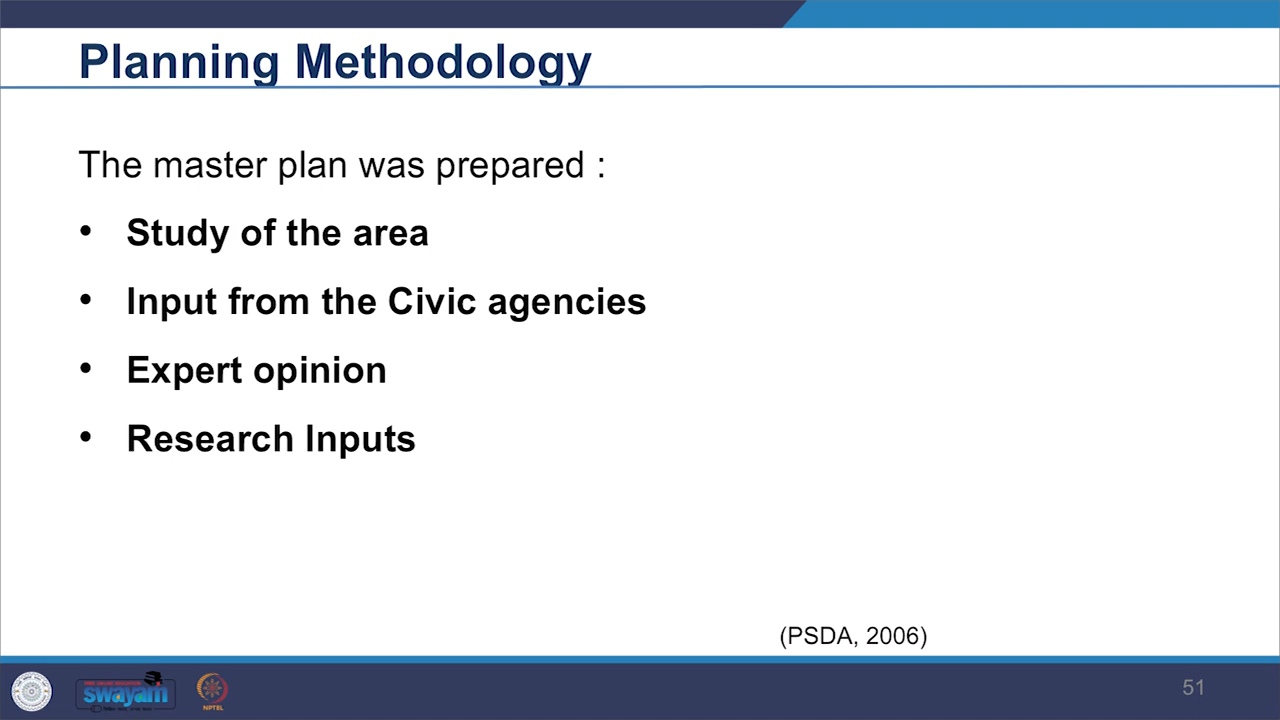 Planning Methodology
The master plan was prepared :
• Study of the area
• Input from the Civic agencies
• Expert opinion
• Research Inputs
(PSDA, 2006)
swayam
NPTEL
51